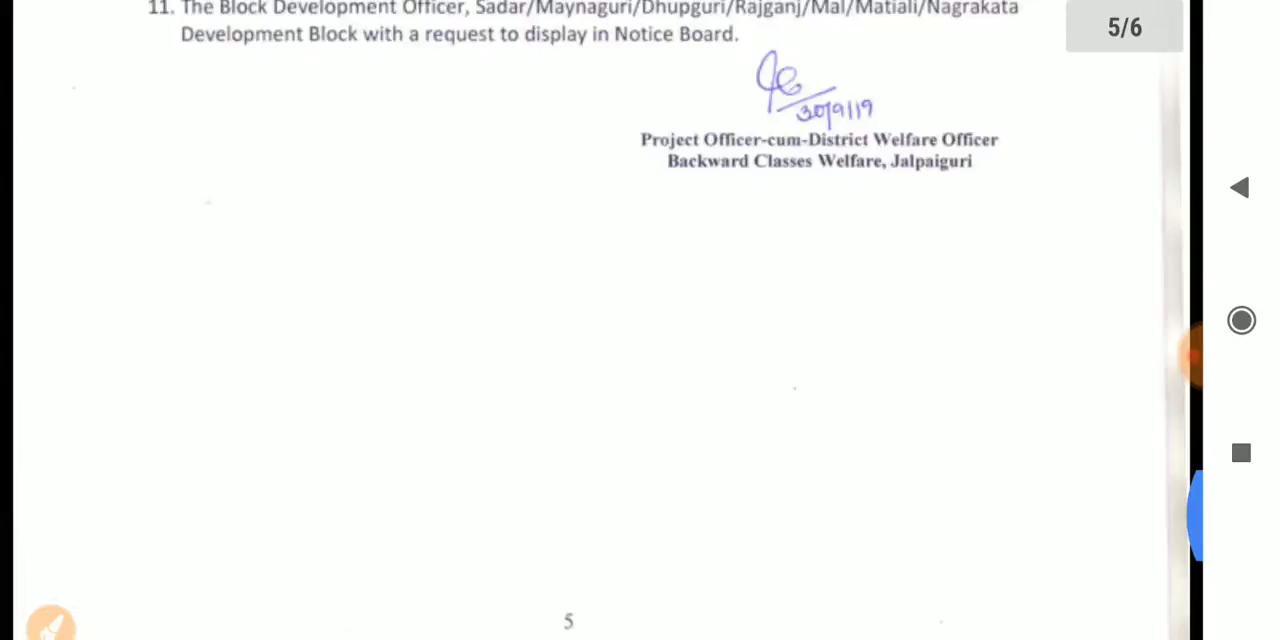 11. The Block Development Officer, Sadar/Maynaguri/Dhupguri/Rajganj/Mal/Matiali/Nagrakata
5/6
Development Block with a request to display in Notice Board.
30/9/19
Project Officer-cum-District Welfare Officer
Backward Classes Welfare, Jalpaiguri
5